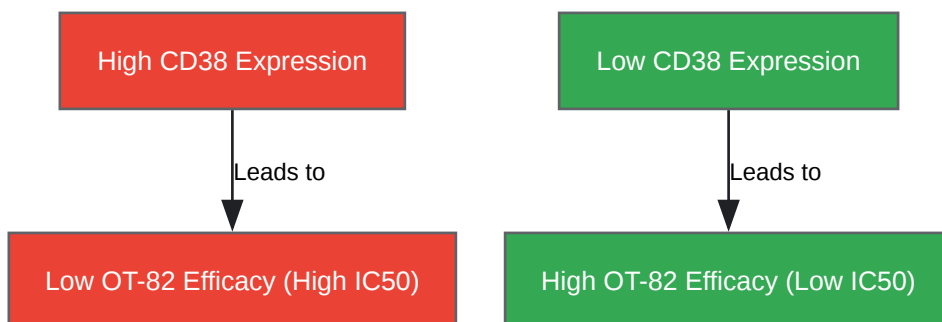 High CD38 Expression
Low CD38 Expression
Leads to
Leads to
Low OT-82 Efficacy (High IC50)
High OT-82 Efficacy (Low IC50)